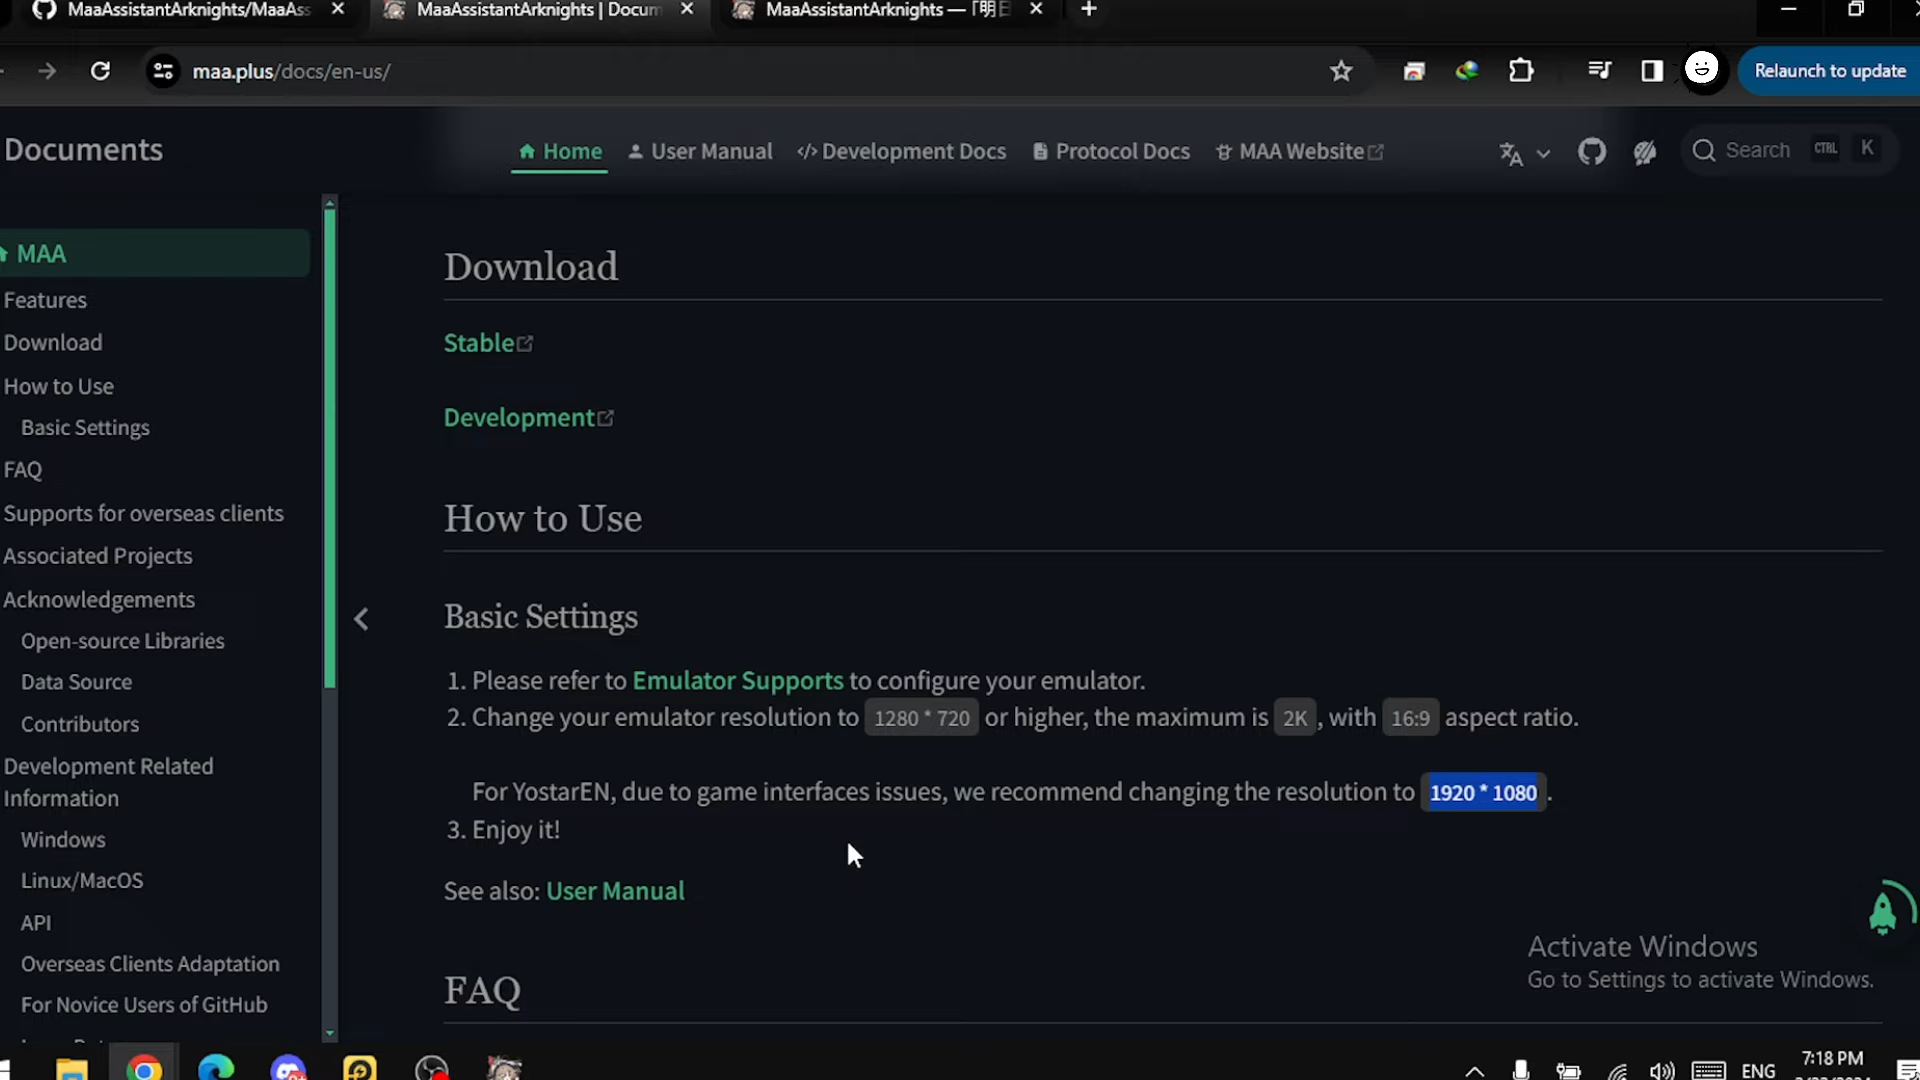 MaaAssistantArknights/MaaAss
MaaAssistantArknights | Docum
MaaAssistantArknights — 「明日
maa.plus/docs/en-us/
Relaunch to update
Documents
Home
User Manual
Development Docs
Protocol Docs
MAA Website
Search
CTRL
K
MAA
Features
Download
How to Use
Basic Settings
FAQ
Supports for overseas clients
Associated Projects
Acknowledgements
Open-source Libraries
Data Source
Contributors
Development Related
Information
Windows
Linux/MacOS
API
Overseas Clients Adaptation
For Novice Users of GitHub
Download
Stable
Development
How to Use
Basic Settings
1. Please refer to Emulator Supports to configure your emulator.
2. Change your emulator resolution to 1280 * 720 or higher, the maximum is 2K , with 16:9 aspect ratio.
For YostarEN, due to game interfaces issues, we recommend changing the resolution to 1920 * 1080 .
3. Enjoy it!
See also: User Manual
FAQ
Activate Windows
Go to Settings to activate Windows.
ENG
7:18 PM